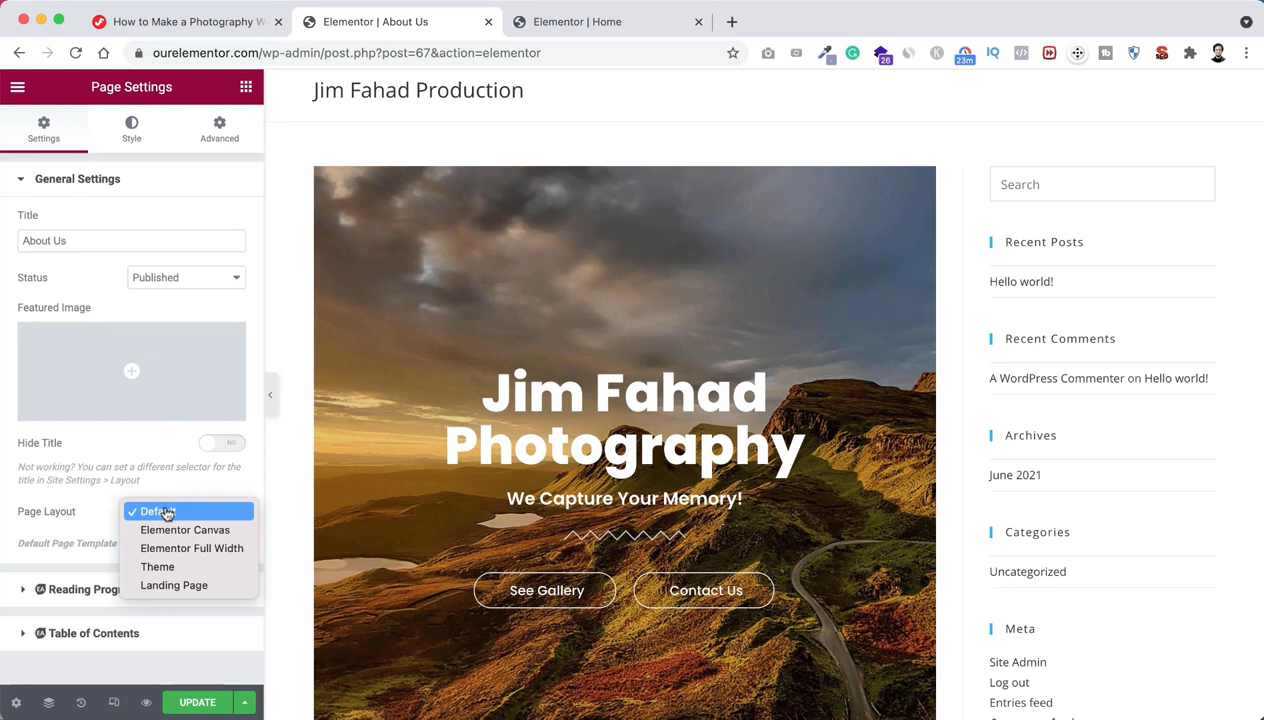 How to Make a Photography W
Elementor | About Us
Elementor | Home
ourelementor.com/wp-admin/post.php?post=67&action=elementor
26
23m
IQ
Page Settings
Settings
Style
Advanced
General Settings
Title
About Us
Status
Published
Featured Image
Hide Title
NO
Not working? You can set a different selector for the
title in Site Settings > Layout
Page Layout
Default
Elementor Canvas
Elementor Full Width
Theme
Landing Page
Default Page Template
Reading Prog
Table of Contents
UPDATE
Jim Fahad Production
Jim Fahad
Photography
We Capture Your Memory!
See Gallery
Contact Us
Search
Recent Posts
Hello world!
Recent Comments
A WordPress Commenter on Hello world!
Archives
June 2021
Categories
Uncategorized
Meta
Site Admin
Log out
Entries feed